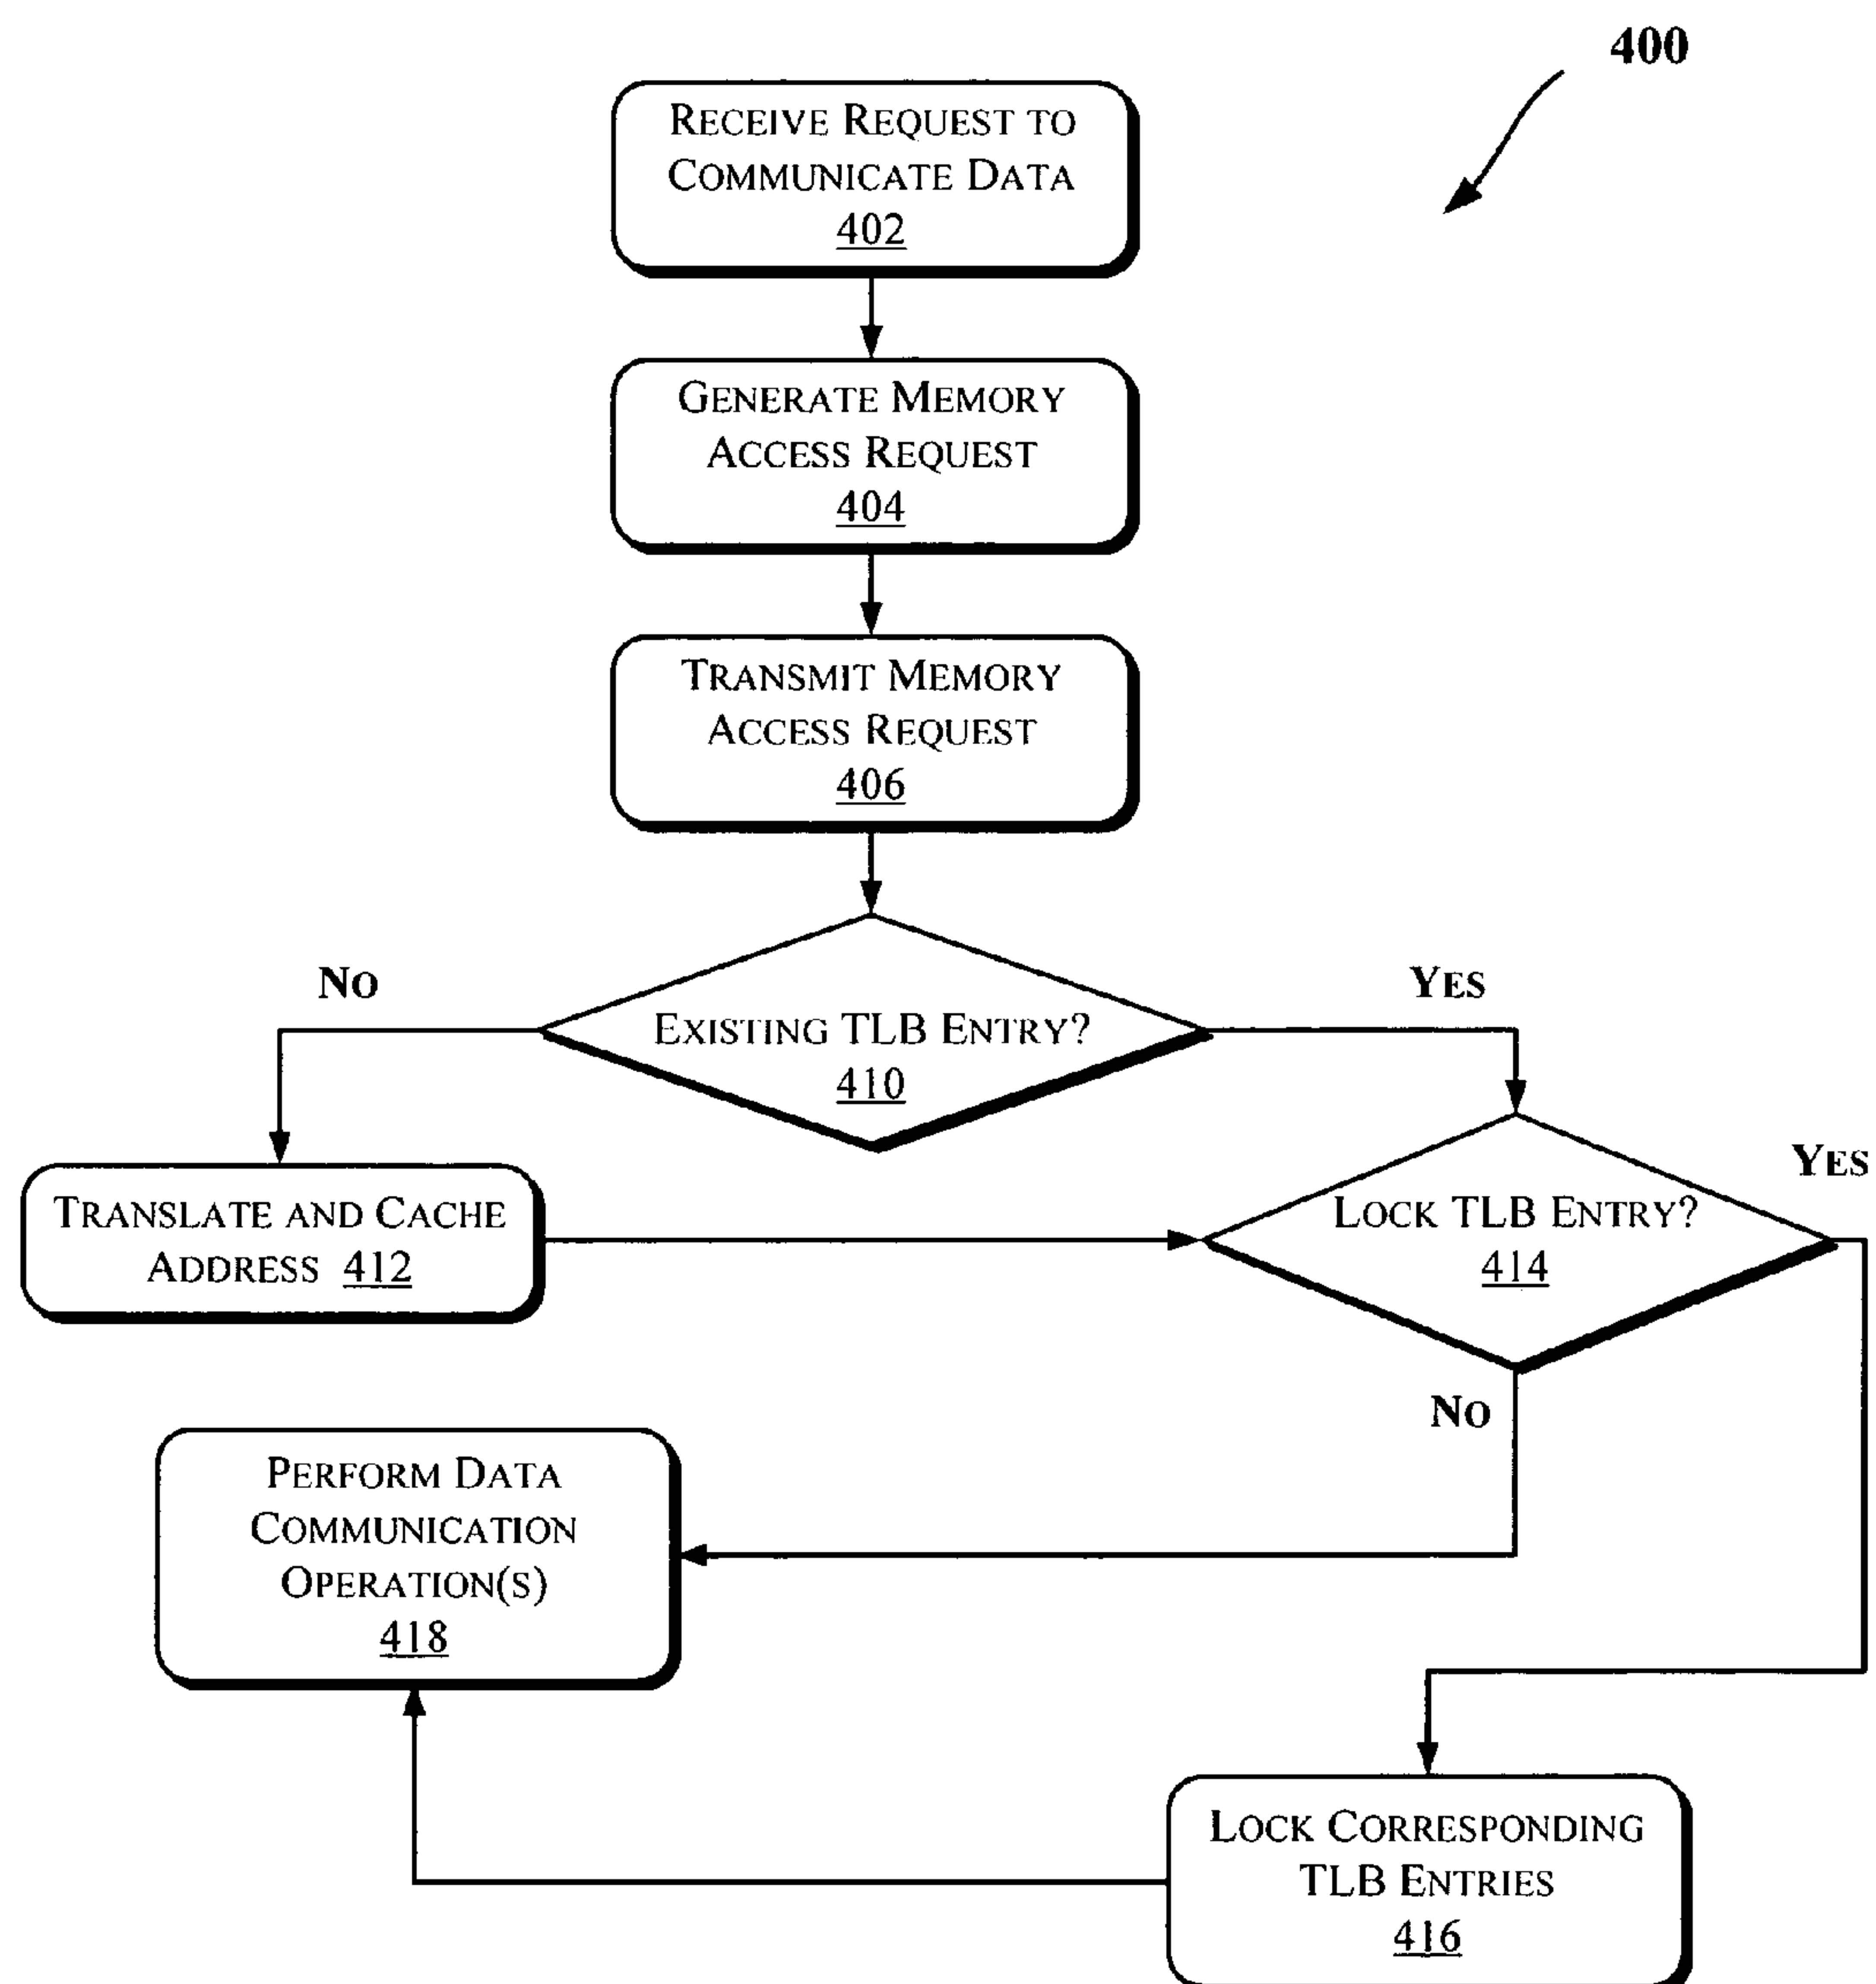 400
RECEIVE REQUEST TO
COMMUNICATE DATA
402
GENERATE MEMORY
ACCESS REQUEST
404
TRANSMIT MEMORY
ACCESS REQUEST
406
NO
YES
EXISTING TLB ENTRY?
410
YES
TRANSLATE AND CACHE
ADDRESS 412
LOCK TLB ENTRY?
414
NO
PERFORM DATA
COMMUNICATION
OPERATION(S)
418
LOCK CORRESPONDING
TLB ENTRIES
416